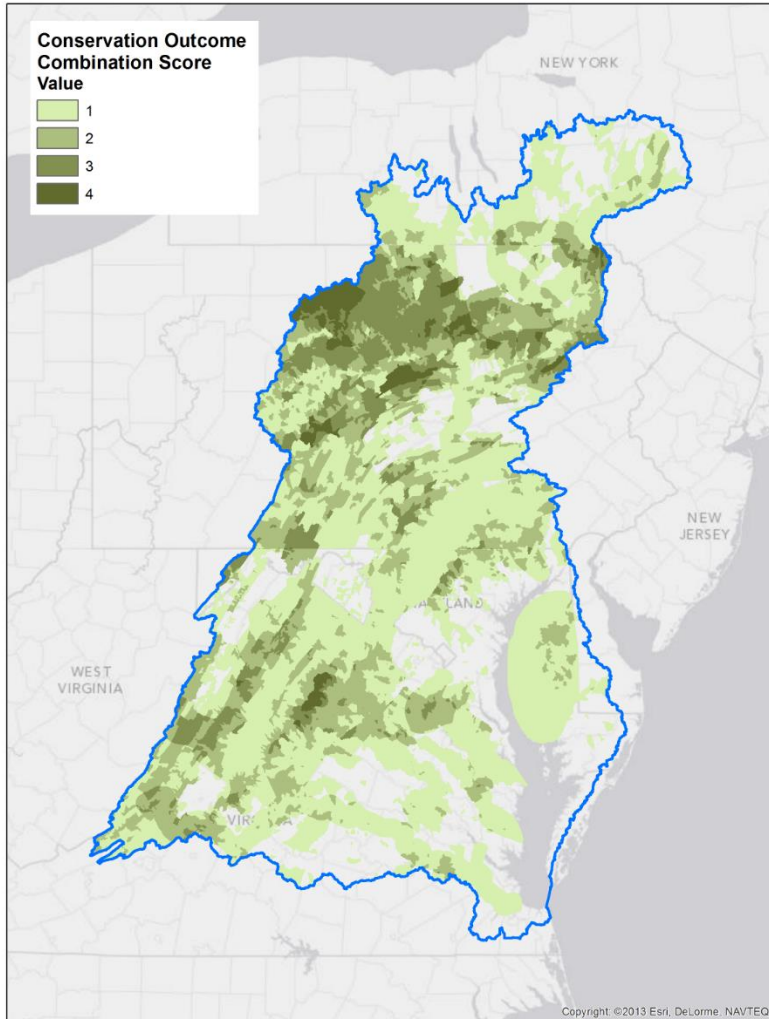 Conservation Outcome
Combination Score
Value
1
2
3
4
NEW YORK
NEW
JERSEY
WEST
VIRGINIA
Copyright: ©2013 Esri, DeLorme, NAVTEQ